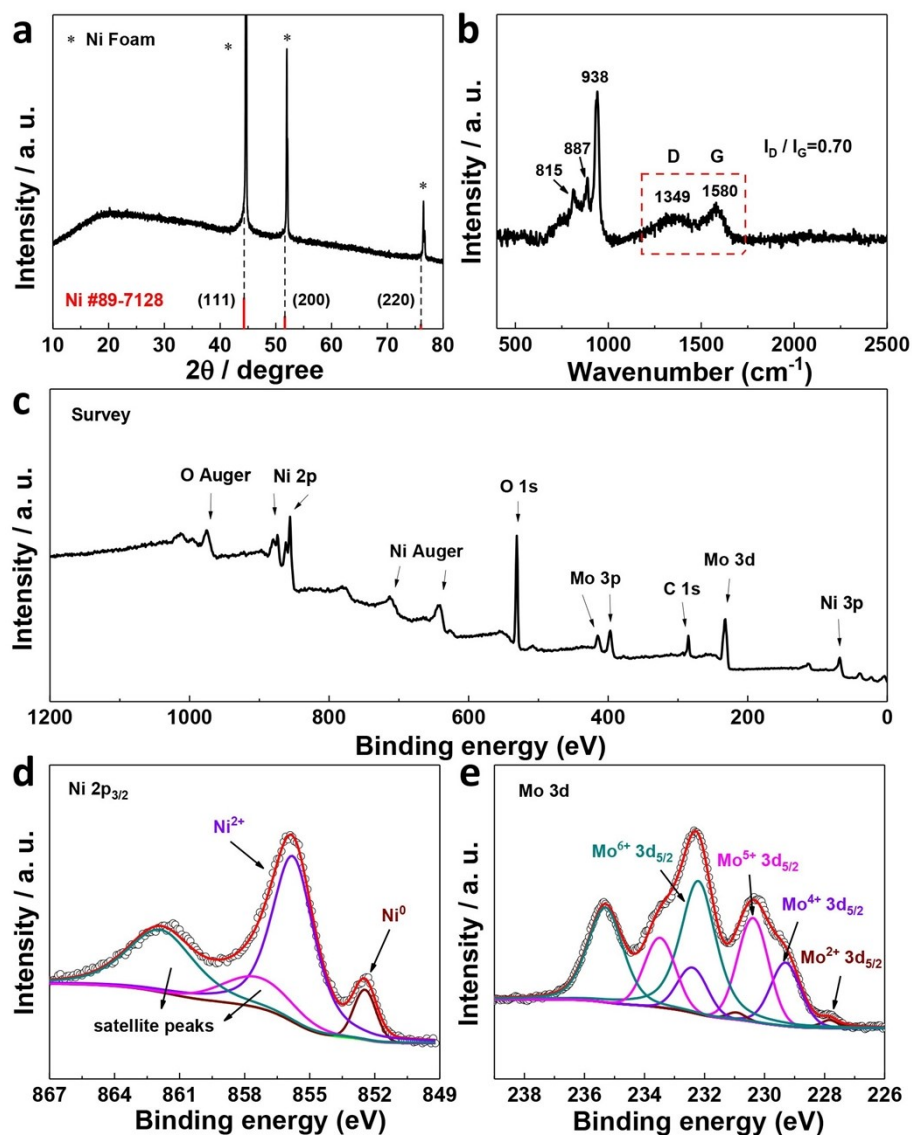 a
* Ni Foam
*
*
*
Intensity / a. u.
Ni #89-7128
(111)
(200)
(220)
10 20 30 40 50 60 70 80
2θ / degree
b
938
887
815
D G
1349 1580
I_D / I_G=0.70
Intensity / a. u.
500 1000 1500 2000 2500
Wavenumber (cm⁻¹)
c
Survey
O Auger
Ni 2p
Ni Auger
O 1s
Mo 3p
C 1s
Mo 3d
Ni 3p
Intensity / a. u.
1200 1000 800 600 400 200 0
Binding energy (eV)
d
Ni 2p₃/₂
Ni²⁺
Ni⁰
satellite peaks
Intensity / a. u.
867 864 861 858 855 852 849
Binding energy (eV)
e
Mo 3d
Mo⁶⁺ 3d₅/₂
Mo⁵⁺ 3d₅/₂
Mo⁴⁺ 3d₅/₂
Mo²⁺ 3d₅/₂
Intensity / a. u.
238 236 234 232 230 228 226
Binding energy (eV)